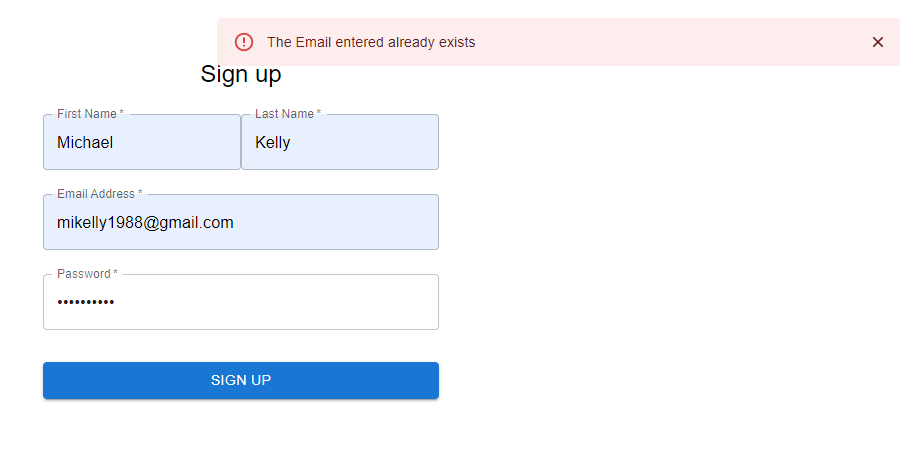 The Email entered already exists
Sign up
First Name *
Last Name *
Michael
Kelly
Email Address *
mikelly1988@gmail.com
Password *
••••••••••
SIGN UP